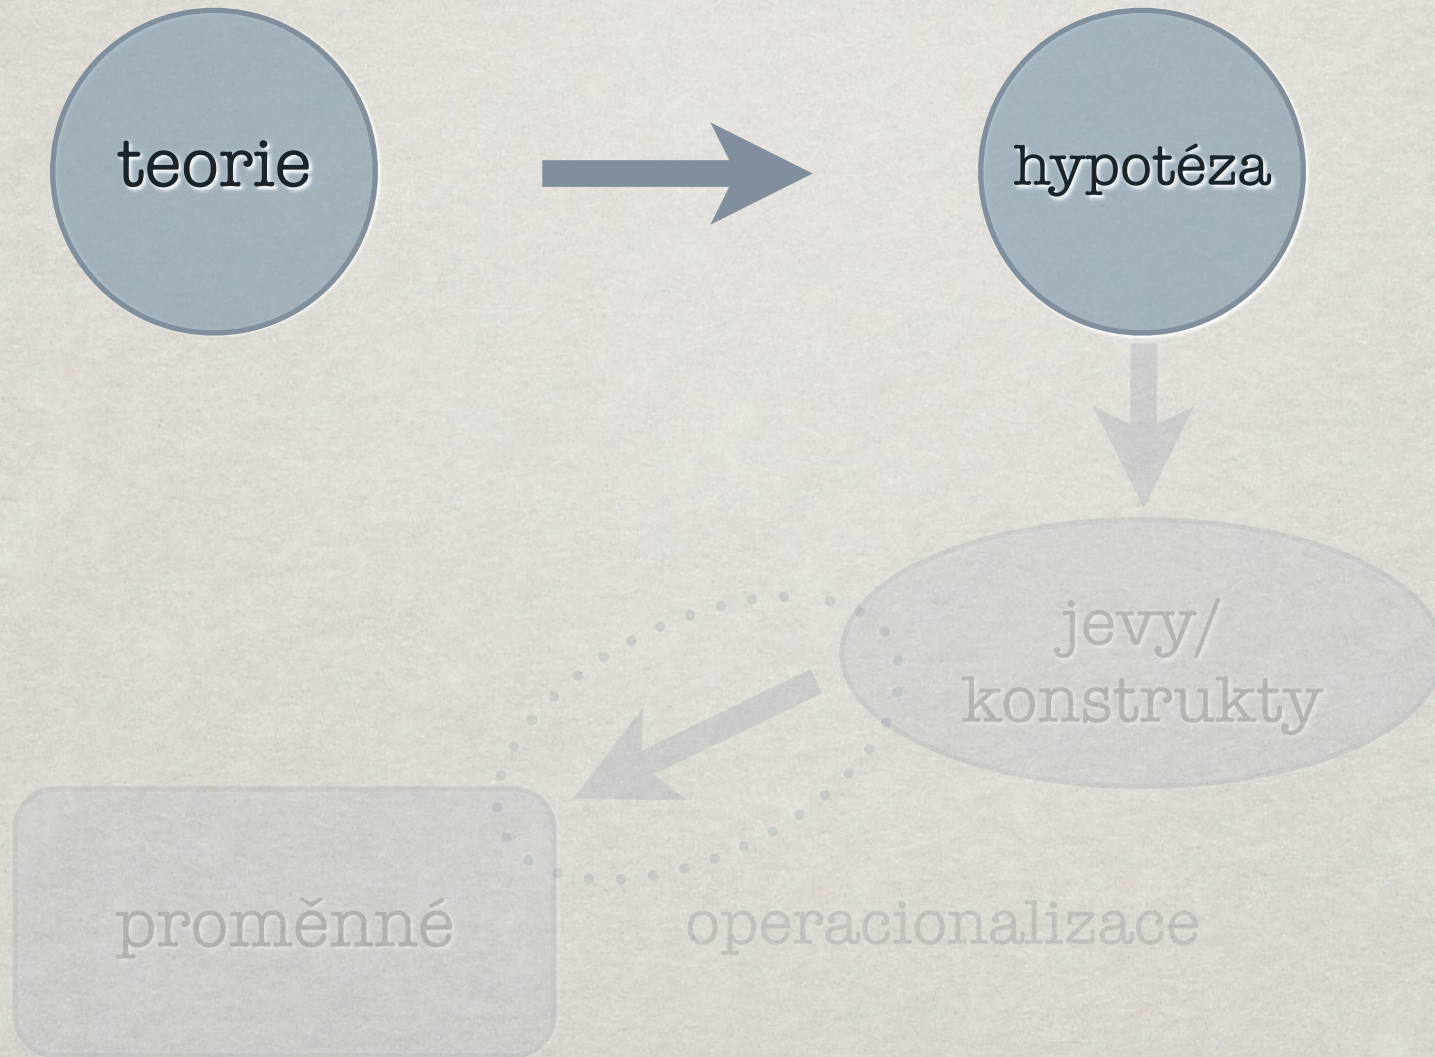 teorie
hypotéza
jevy/
konstrukty
proměnné
operacionalizace